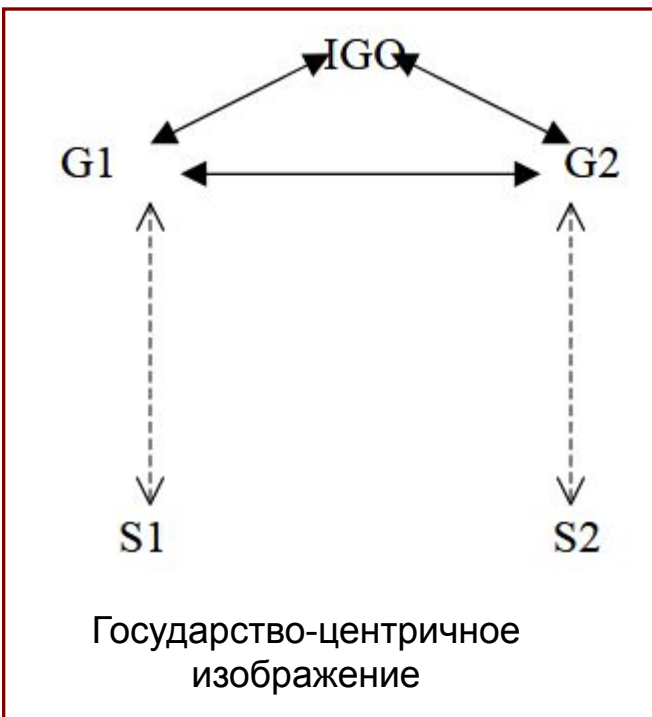 IGO
G1
G2
S1
S2
Государство-центричное
изображение